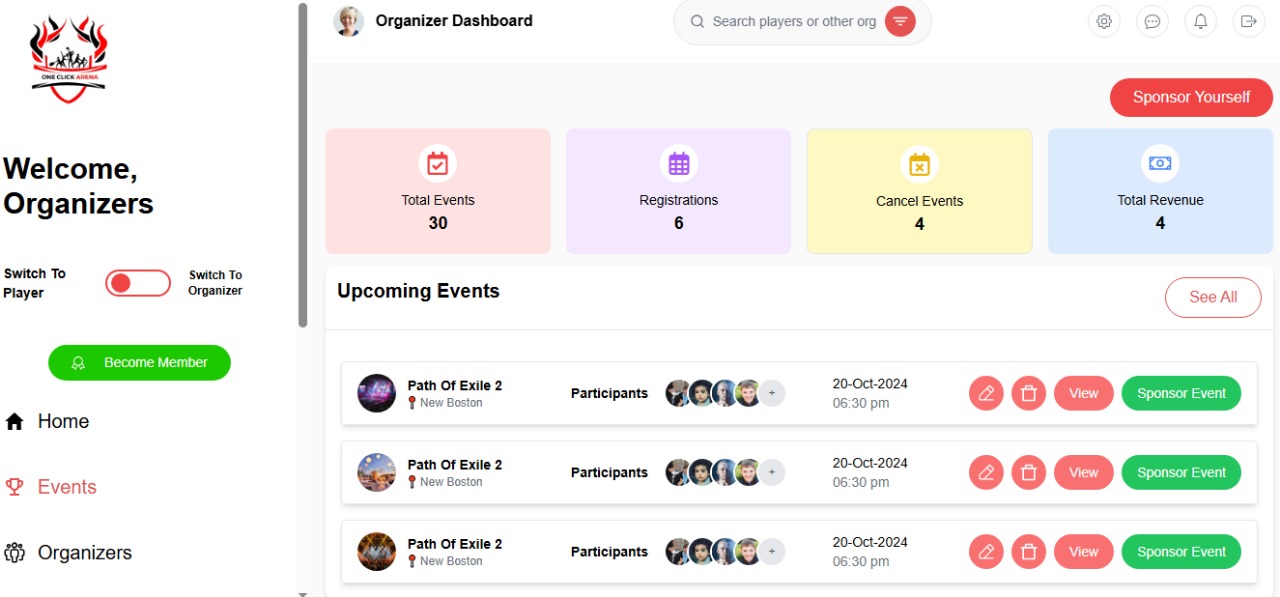 ONE CLICK ARENA
Organizer Dashboard
Search players or other org
Welcome,
Organizers
Switch To
Player
Switch To
Organizer
Become Member
Home
Events
Organizers
Sponsor Yourself
Total Events
30
Registrations
6
Cancel Events
4
Total Revenue
4
Upcoming Events
See All
Path Of Exile 2
New Boston
Participants
+
20-Oct-2024
06:30 pm
View
Sponsor Event
Path Of Exile 2
New Boston
Participants
+
20-Oct-2024
06:30 pm
View
Sponsor Event
Path Of Exile 2
New Boston
Participants
+
20-Oct-2024
06:30 pm
View
Sponsor Event